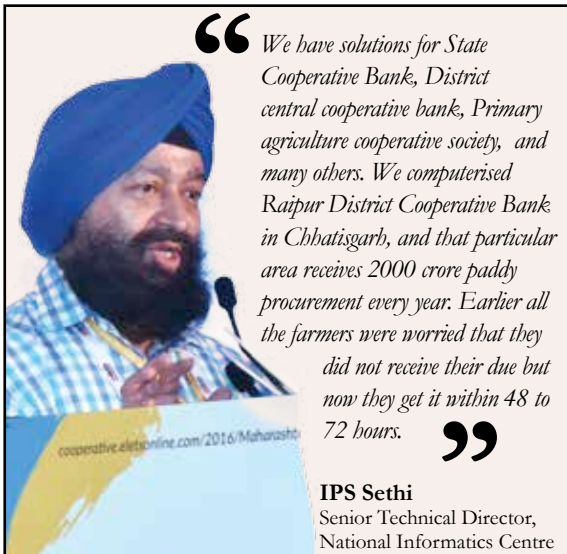 “
We have solutions for State
Cooperative Bank, District
central cooperative bank, Primary
agriculture cooperative society, and
many others. We computerised
Raipur District Cooperative Bank
in Chhatisgarh, and that particular
area receives 2000 crore paddy
procurement every year. Earlier all
the farmers were worried that they
did not receive their due but
now they get it within 48 to
72 hours.
”
IPS Sethi
Senior Technical Director,
National Informatics Centre
cooperative.eletsonline.com/2016/Maharashtr